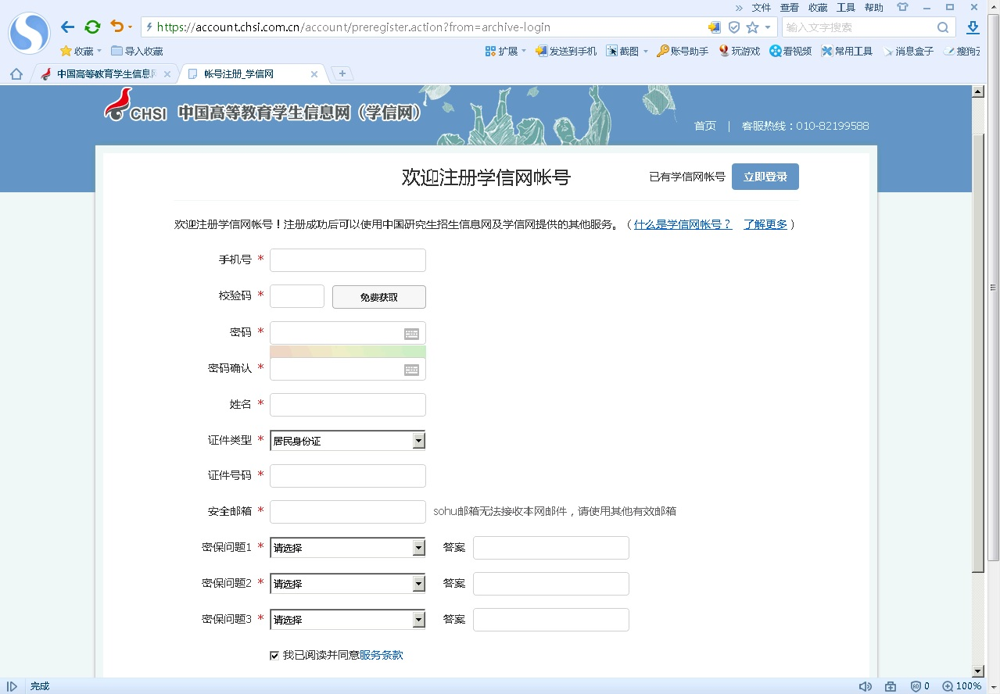 » 文件 查看 收藏 工具 帮助
https://account.chsi.com.cn/account/preregister.action?from=archive-login 输入文字搜索
收藏 导入收藏 扩展 发送到手机 截图 账号助手 玩游戏 看视频 常用工具 消息盒子 搜狗
中国高等教育学生信息 帐号注册_学信网
CHSI 中国高等教育学生信息网（学信网）
首页 | 客服热线：010-82199588
欢迎注册学信网帐号 已有学信网帐号 立即登录
欢迎注册学信网帐号！注册成功后可以使用中国研究生招生信息网及学信网提供的其他服务。（什么是学信网帐号？ 了解更多）
手机号 *
校验码 * 免费获取
密码 *
密码确认 *
姓名 *
证件类型 * 居民身份证
证件号码 *
安全邮箱 * sohu邮箱无法接收本网邮件，请使用其他有效邮箱
密保问题1 * 请选择 答案
密保问题2 * 请选择 答案
密保问题3 * 请选择 答案
我已阅读并同意服务条款
完成 0 100%